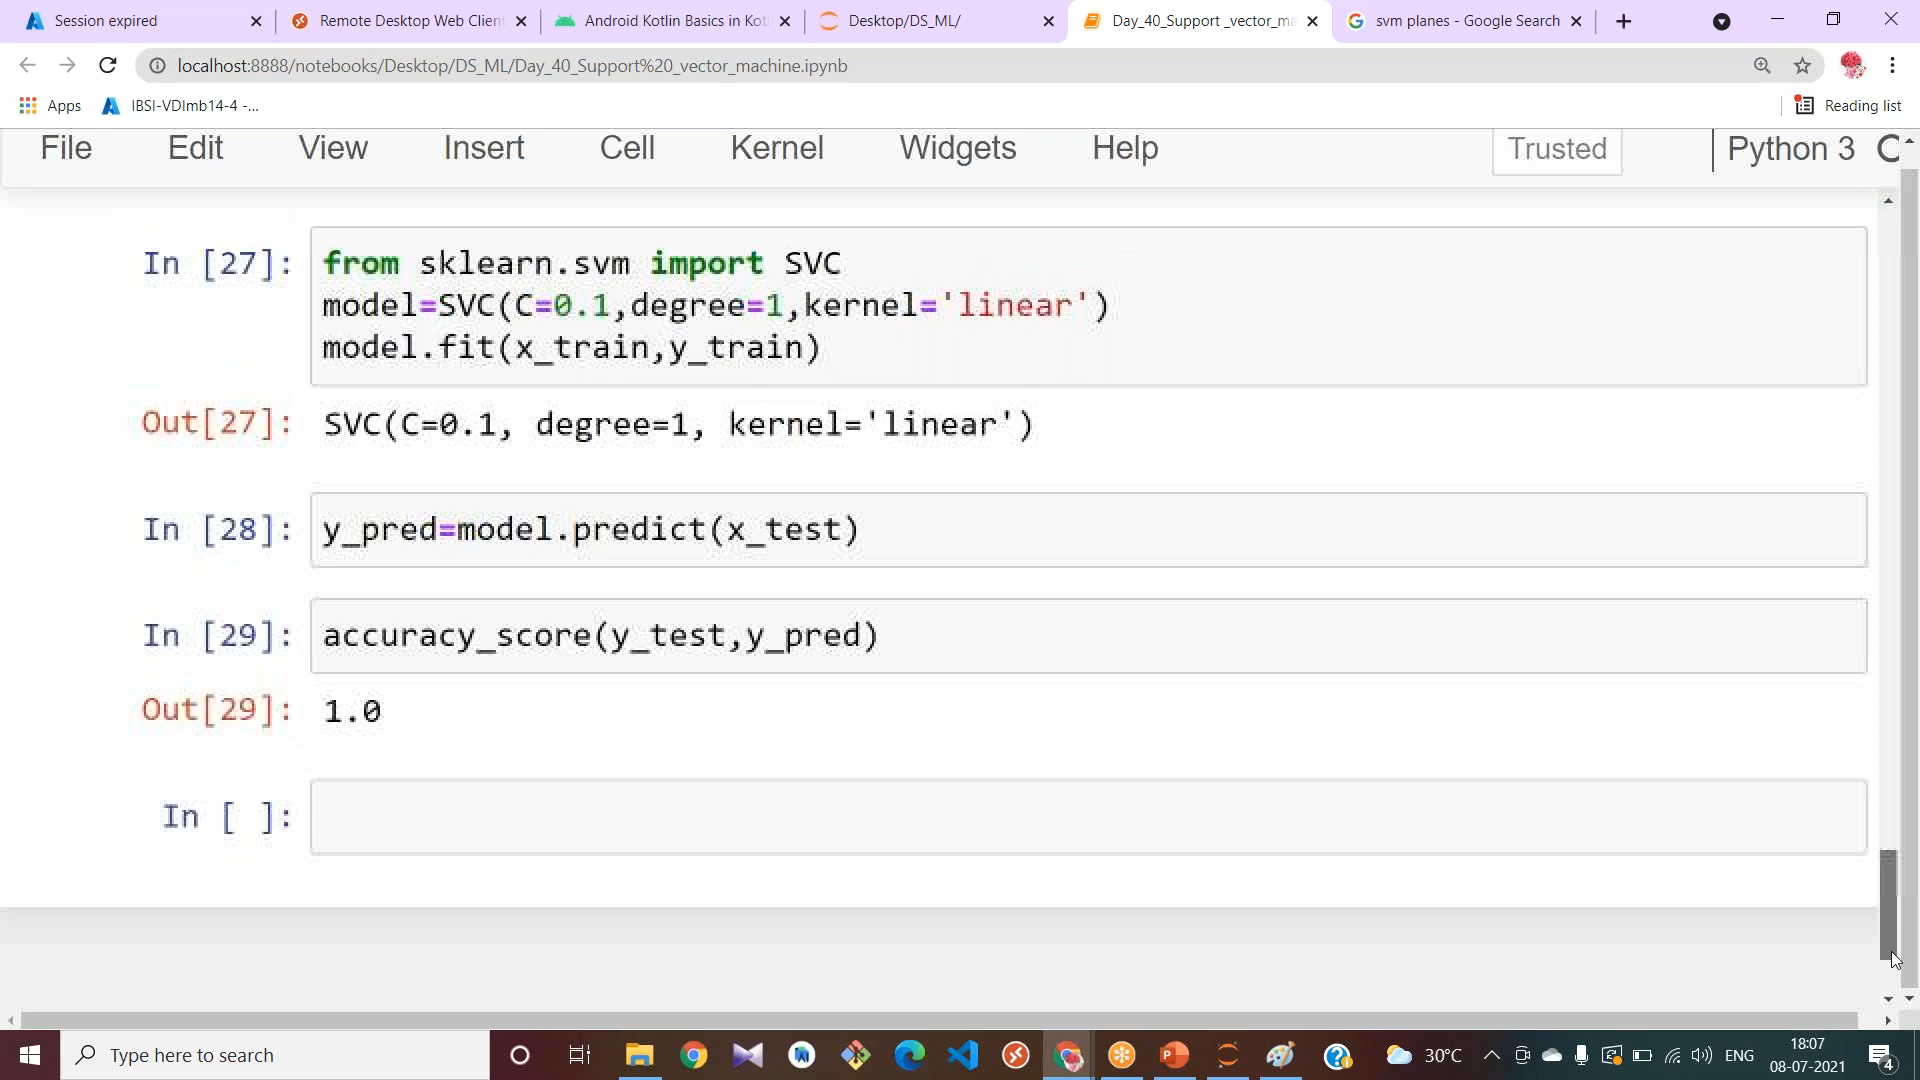 Session expired
Remote Desktop Web Client
Android Kotlin Basics in Kot
Desktop/DS_ML/
Day_40_Support _vector_ma
svm planes - Google Search
localhost:8888/notebooks/Desktop/DS_ML/Day_40_Support%20_vector_machine.ipynb
Apps
IBSI-VDImb14-4 -...
Reading list
File Edit View Insert Cell Kernel Widgets Help Trusted Python 3
In [27]: from sklearn.svm import SVC
model=SVC(C=0.1,degree=1,kernel='linear')
model.fit(x_train,y_train)
Out[27]: SVC(C=0.1, degree=1, kernel='linear')
In [28]: y_pred=model.predict(x_test)
In [29]: accuracy_score(y_test,y_pred)
Out[29]: 1.0
In [ ]:
Type here to search
30°C
ENG
18:07
08-07-2021
4